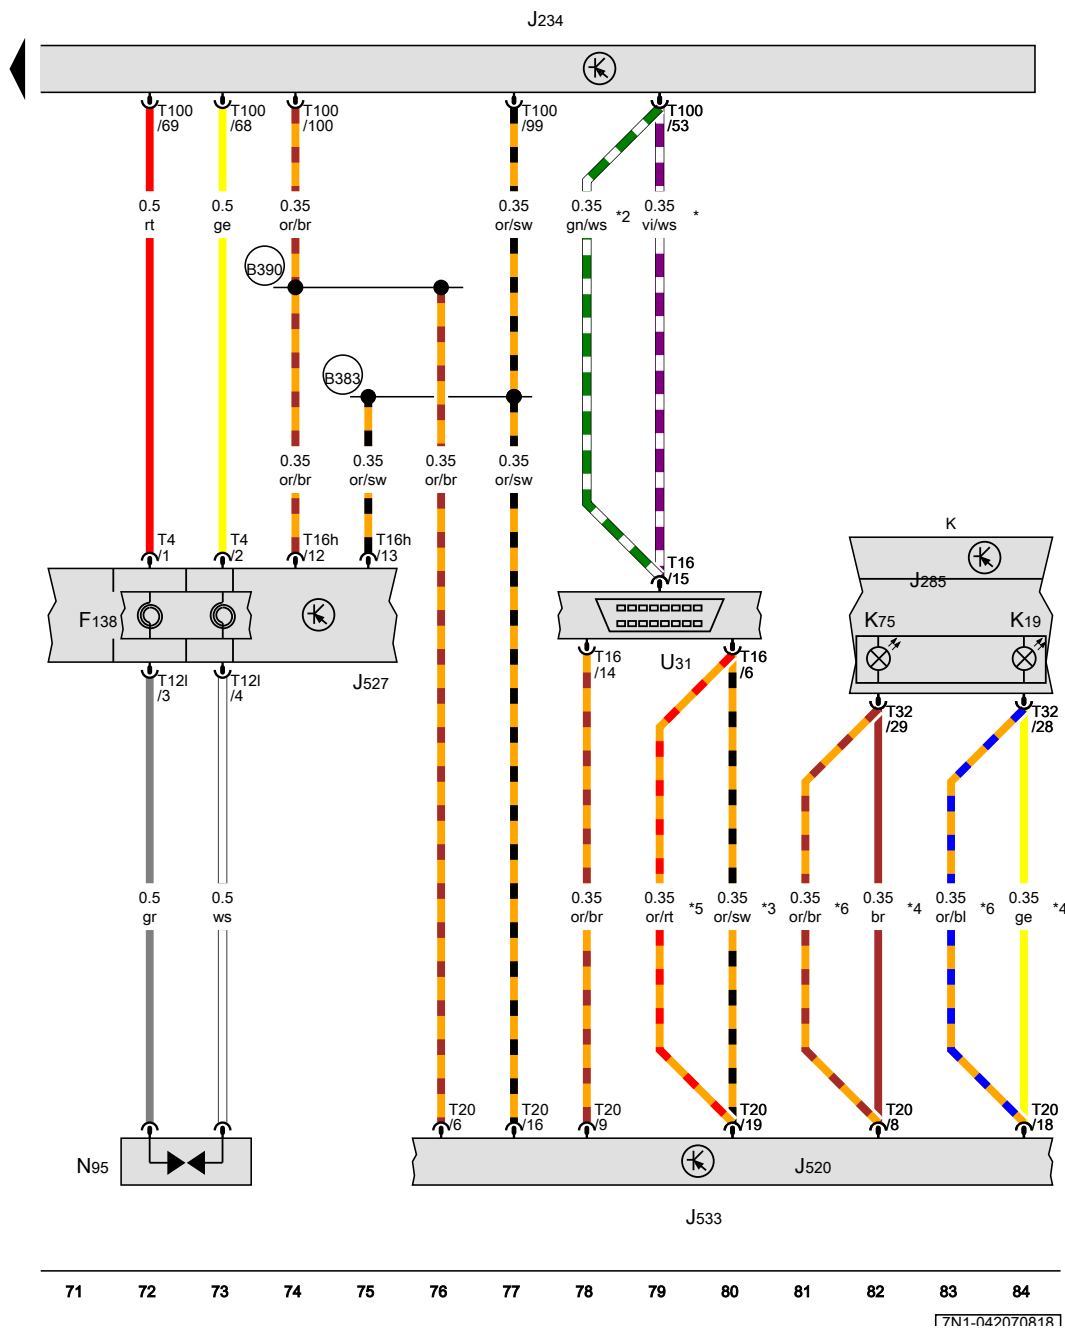 J234
T100 T100 T100 T100 T100
/69 /68 /100 /99 /53
0.5 0.5 0.35 0.35 0.35 *2 0.35 *
rt ge or/br or/sw gn/ws vi/ws
B390
B383
0.35 0.35 0.35 0.35
or/br or/sw or/br or/sw
K
T4 T4 T16h T16h T16
/1 /2 /12 /13 /15
J285
F138 K75 K19
T16 U31 T16
/14 /6
T12l T12l J527
/3 /4
T32 T32
/29 /28
0.5 0.5 0.35 0.35 *5 0.35 *3 0.35 *6 0.35 *4 0.35 *6 0.35 *4
gr ws or/br or/rt or/sw or/br br or/bl ge
T20 T20 T20 T20 T20 T20
/6 /16 /9 /19 /8 /18
N95 J520
J533
71 72 73 74 75 76 77 78 79 80 81 82 83 84
7N1-042070818